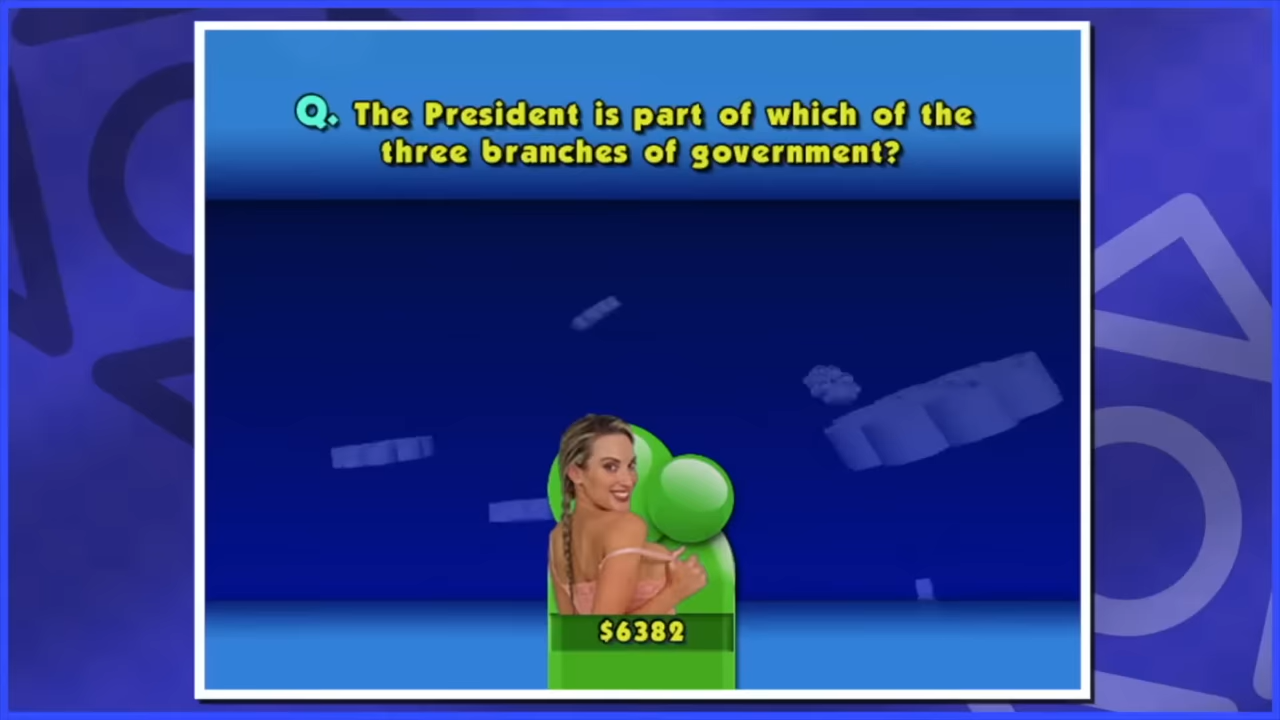 Q. The President is part of which of the
three branches of government?
$6382